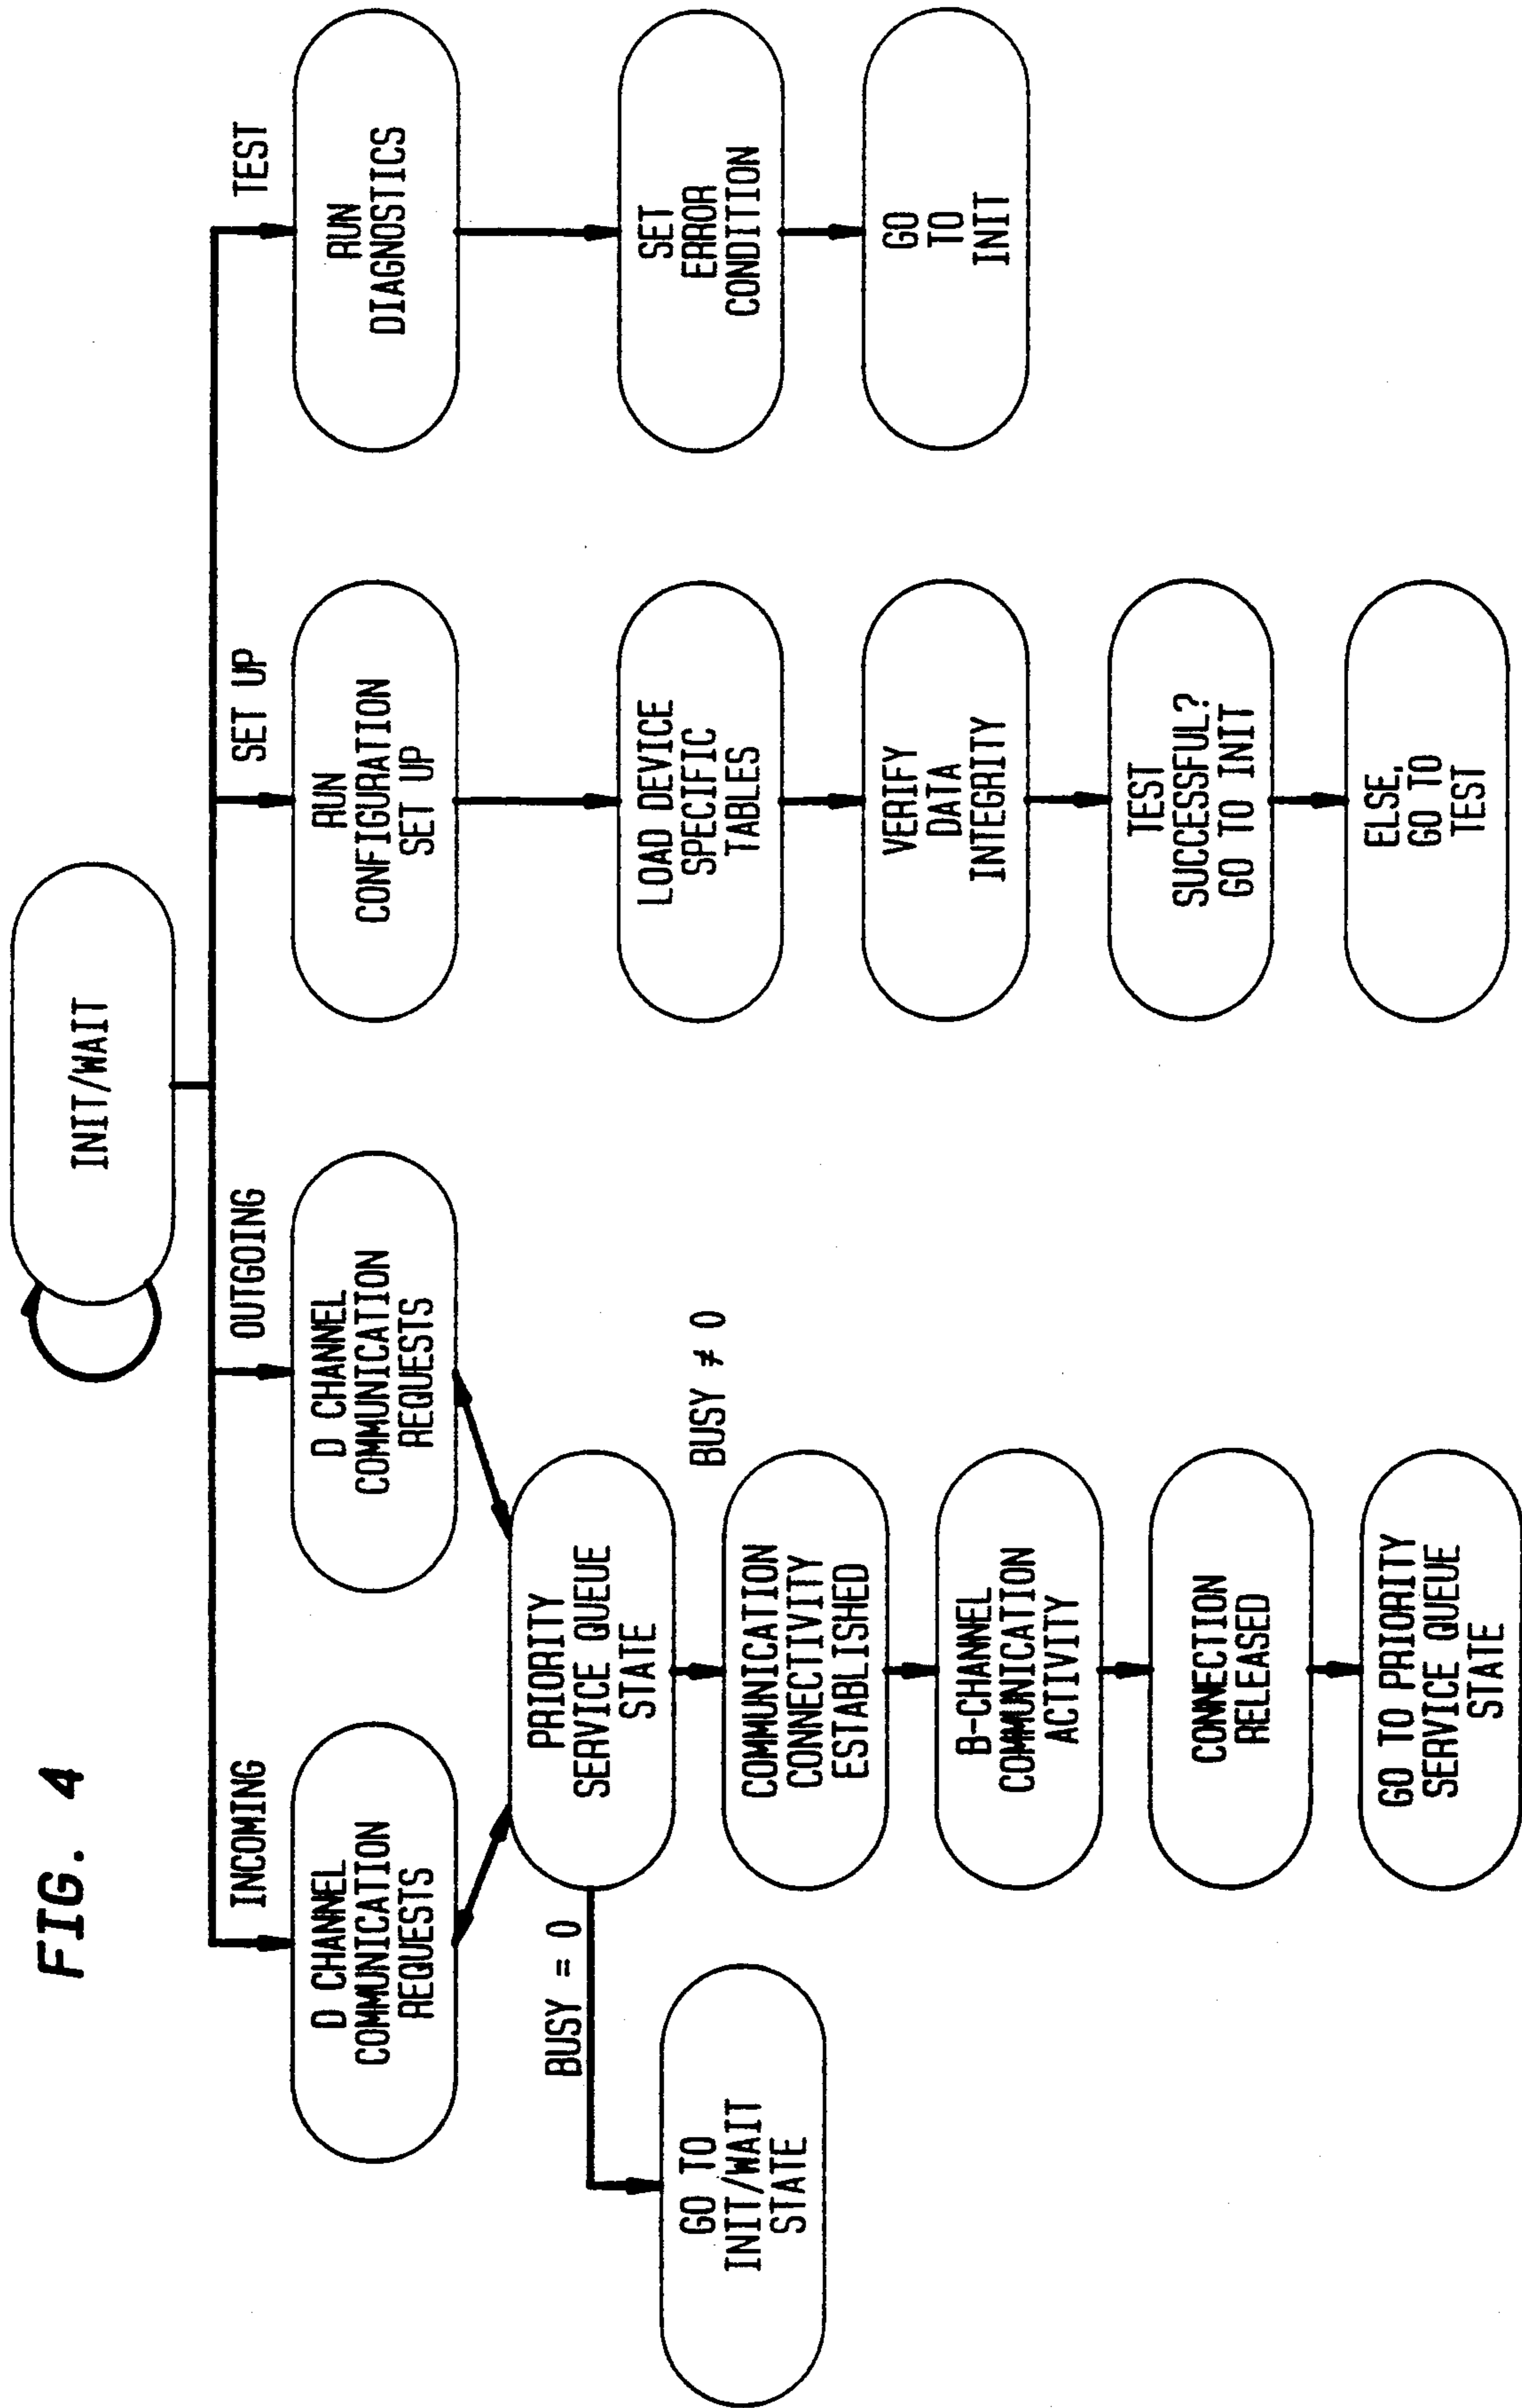 FIG. 4
INIT/WAIT
INCOMING
OUTGOING
SET UP
TEST
D CHANNEL
COMMUNICATION
REQUESTS
D CHANNEL
COMMUNICATION
REQUESTS
RUN
CONFIGURATION
SET UP
RUN
DIAGNOSTICS
PRIORITY
SERVICE QUEUE
STATE
BUSY = 0
BUSY ≠ 0
GO TO
INIT/WAIT
STATE
COMMUNICATION
CONNECTIVITY
ESTABLISHED
B-CHANNEL
COMMUNICATION
ACTIVITY
CONNECTION
RELEASED
GO TO PRIORITY
SERVICE QUEUE
STATE
LOAD DEVICE
SPECIFIC
TABLES
VERIFY
DATA
INTEGRITY
TEST
SUCCESSFUL?
GO TO INIT
ELSE,
GO TO
TEST
SET
ERROR
CONDITION
GO
TO
INIT